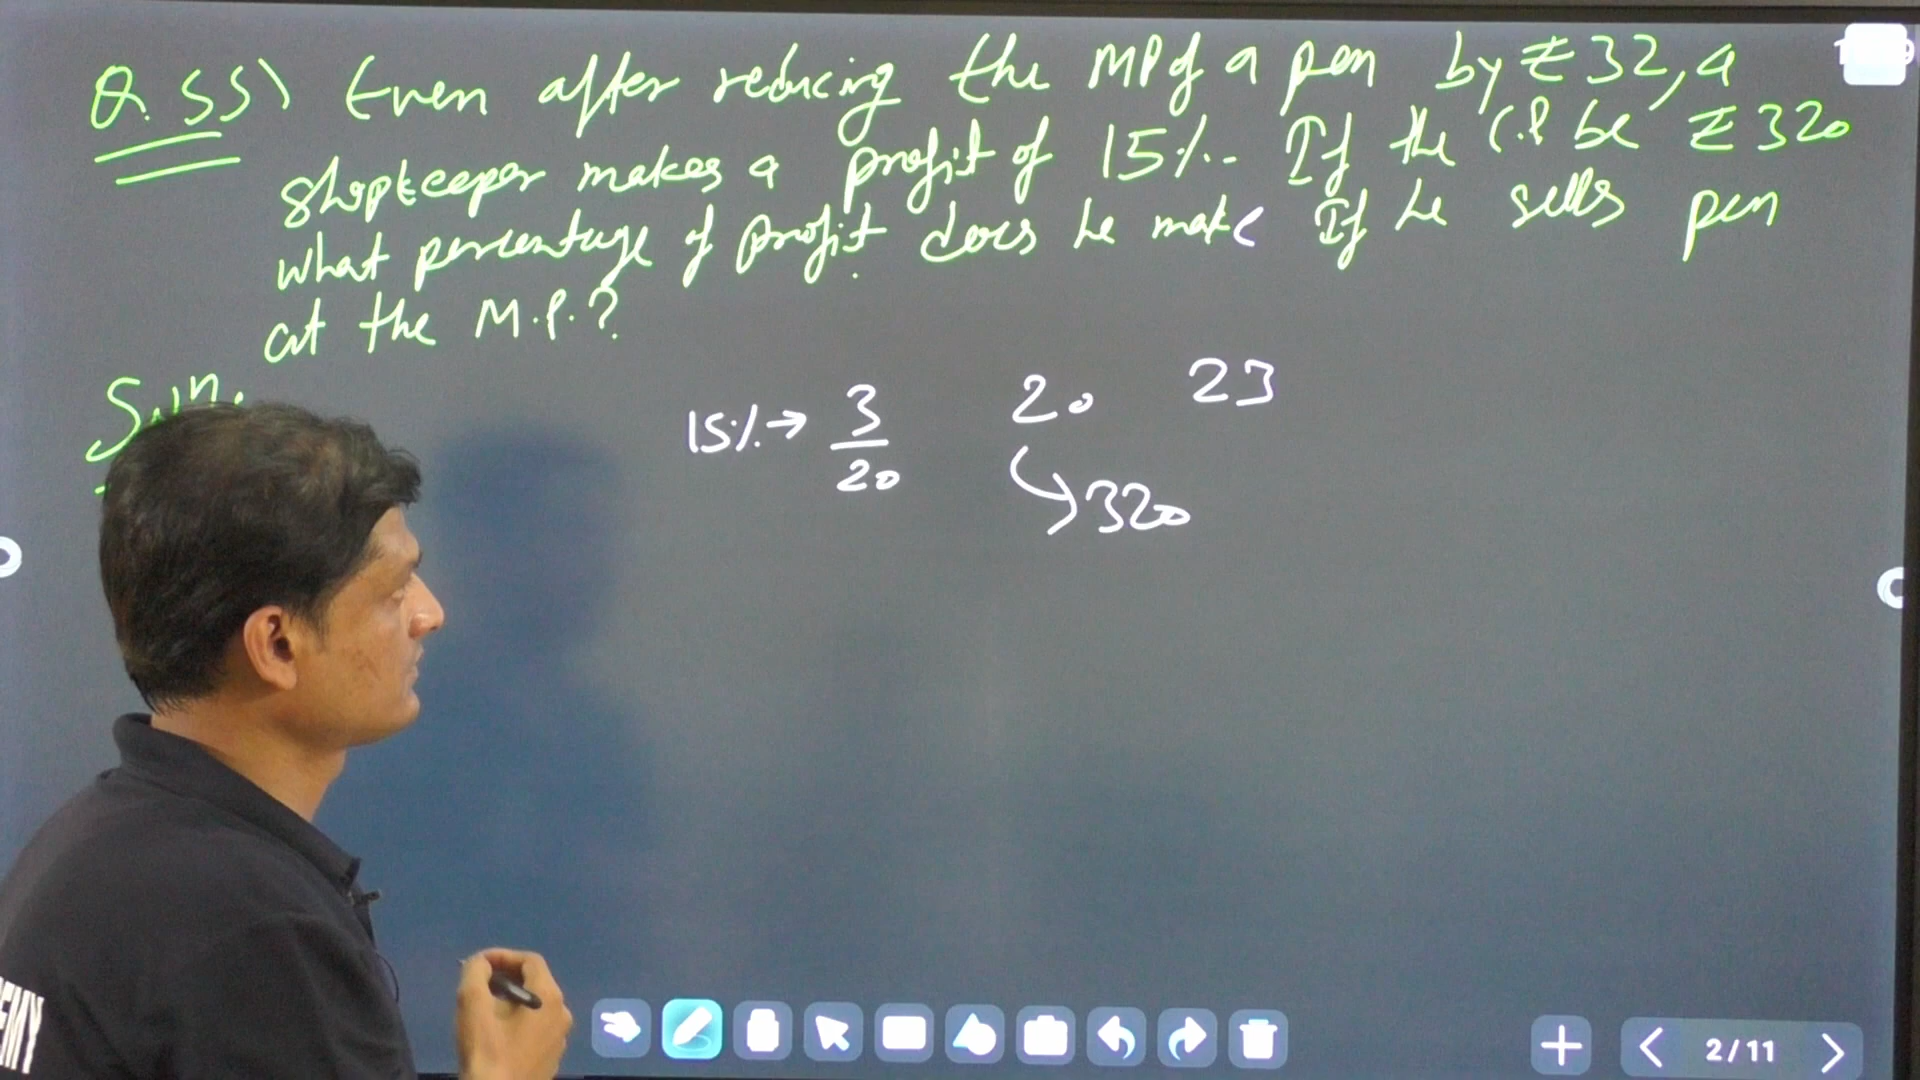 Q. 55) Even after reducing the MP of a pen by ₹32, a
shopkeeper makes a profit of 15%. If the C.P be ₹320
what percentage of profit does he make If he sells pen
at the M.P.?
Soln.
15% → 3/20 20 23
320
2/11
EMY